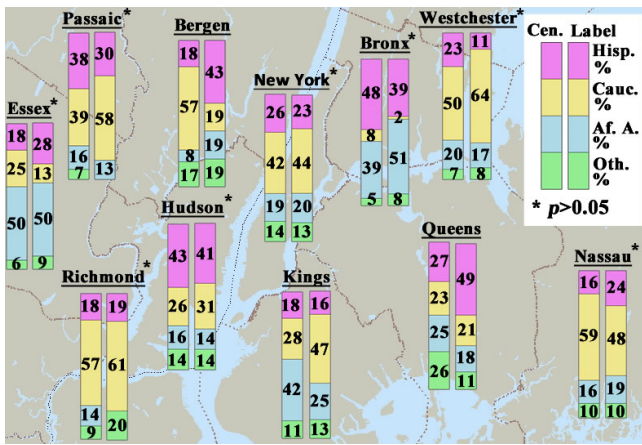 Passaic*
38 30
39 58
16 13
7
Bergen
18 43
57 19
8 19
17 19
Westchester*
23 11
50 64
20 17
7 8
Cen. Label
Hisp.
%
Cauc.
%
Af. A.
%
Oth.
%
* p>0.05
Bronx*
48 39
8 2
39 51
5 8
New York*
26 23
42 44
19 20
14 13
Essex*
18 28
25 13
50 50
6 9
Hudson*
43 41
26 31
16 14
14 14
Queens
27 49
23 21
25 18
26 11
Nassau*
16 24
59 48
16 19
10 10
Richmond*
18 19
57 61
14 20
9
Kings
18 16
28 47
42 25
11 13